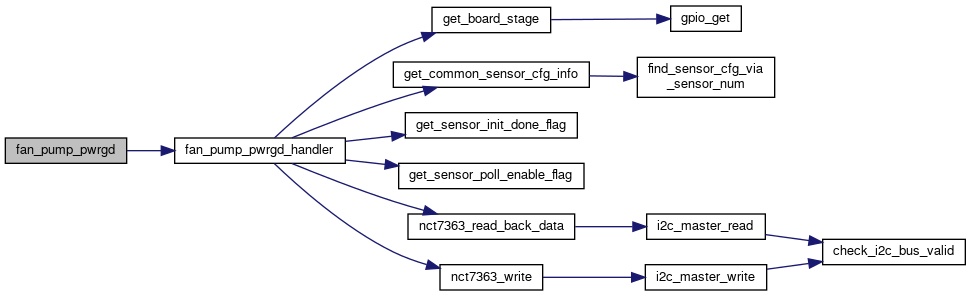 fan_pump_pwrgd
fan_pump_pwrgd_handler
get_board_stage
gpio_get
get_common_sensor_cfg_info
find_sensor_cfg_via
_sensor_num
get_sensor_init_done_flag
get_sensor_poll_enable_flag
nct7363_read_back_data
i2c_master_read
check_i2c_bus_valid
nct7363_write
i2c_master_write